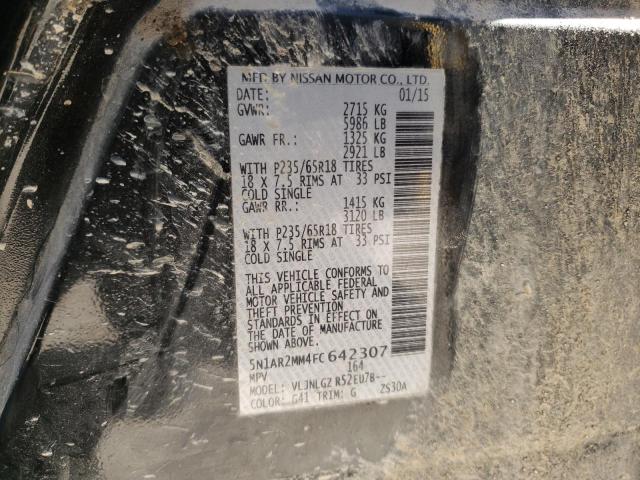 MFD BY NISSAN MOTOR CO., LTD.
DATE: 01/15
GVWR: 2715 KG
5986 LB
GAWR FR.: 1325 KG
2921 LB
WITH P235/65R18 TIRES
18 X 7.5 RIMS AT 33 PSI
COLD SINGLE
GAWR RR.: 1415 KG
3120 LB
WITH P235/65R18 TIRES
18 X 7.5 RIMS AT 33 PSI
COLD SINGLE
THIS VEHICLE CONFORMS TO
ALL APPLICABLE FEDERAL
MOTOR VEHICLE SAFETY AND
THEFT PREVENTION
STANDARDS IN EFFECT ON
THE DATE OF MANUFACTURE
SHOWN ABOVE.
5N1AR2MM4FC642307
MPV 164
VLJNLGZ R52EU7B--
COLOR: G41 TRIM: G ZS30A